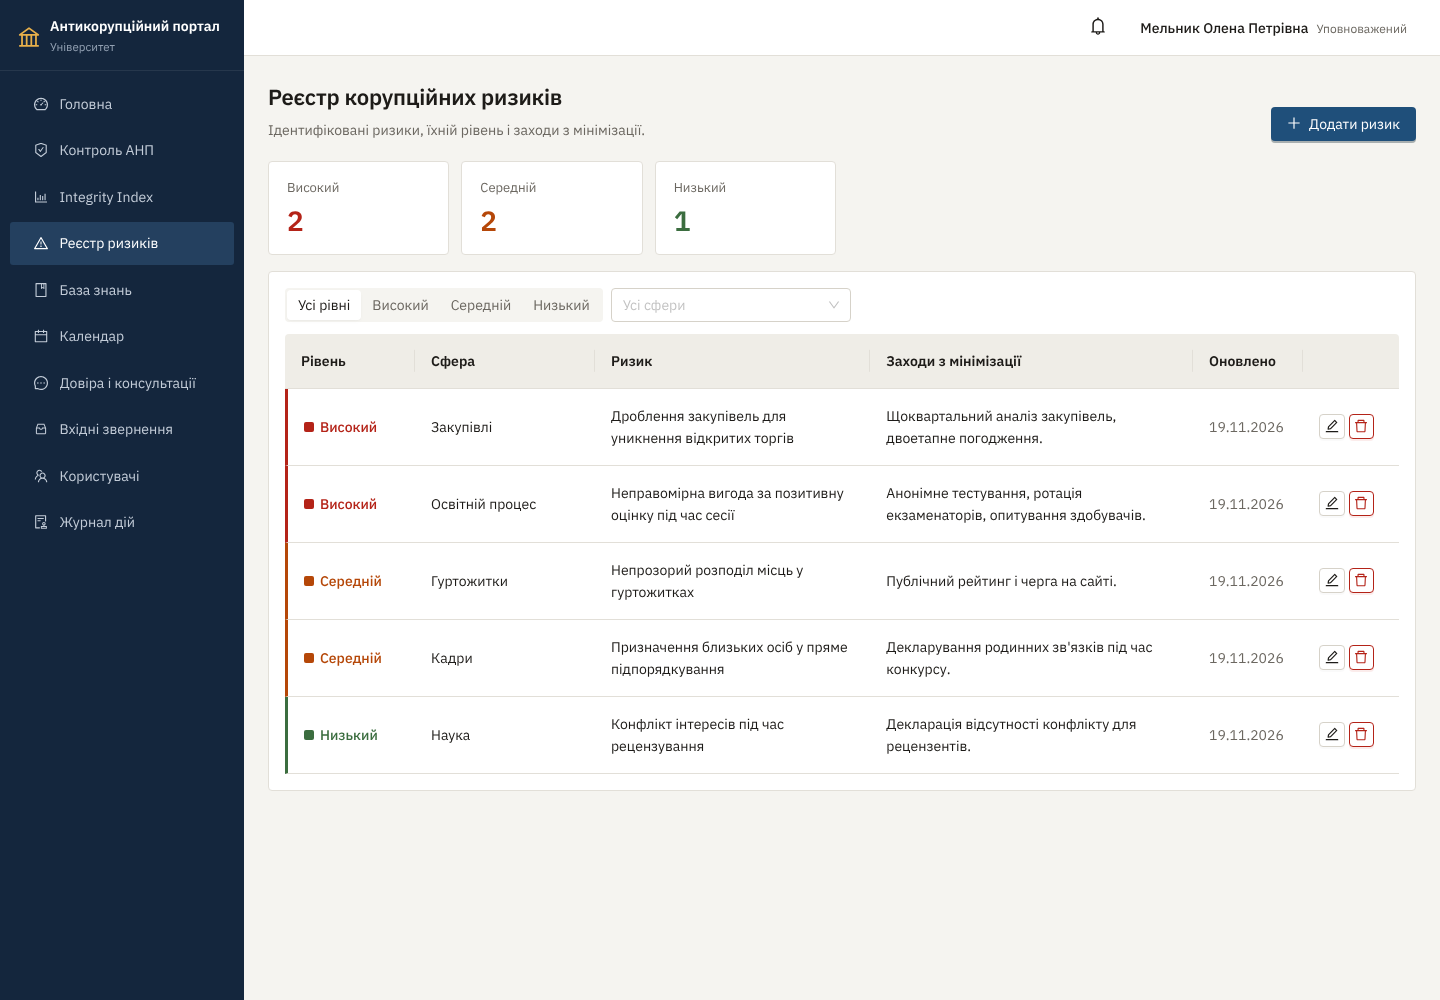 Антикорупційний портал
Університет
Головна
Контроль АНП
Integrity Index
Реєстр ризиків
База знань
Календар
Довіра і консультації
Вхідні звернення
Користувачі
Журнал дій
Мельник Олена Петрівна Уповноважений
Реєстр корупційних ризиків
Ідентифіковані ризики, їхній рівень і заходи з мінімізації.
Додати ризик
Високий
2
Середній
2
Низький
1
Усі рівні Високий Середній Низький Усі сфери
Рівень Сфера Ризик Заходи з мінімізації Оновлено
Високий Закупівлі
Дроблення закупівель для
уникнення відкритих торгів
Щоквартальний аналіз закупівель,
двоетапне погодження.
19.11.2026
Високий Освітній процес
Неправомірна вигода за позитивну
оцінку під час сесії
Анонімне тестування, ротація
екзаменаторів, опитування здобувачів.
19.11.2026
Середній Гуртожитки
Непрозорий розподіл місць у
гуртожитках
Публічний рейтинг і черга на сайті.
19.11.2026
Середній Кадри
Призначення близьких осіб у пряме
підпорядкування
Декларування родинних зв'язків під час
конкурсу.
19.11.2026
Низький Наука
Конфлікт інтересів під час
рецензування
Декларація відсутності конфлікту для
рецензентів.
19.11.2026